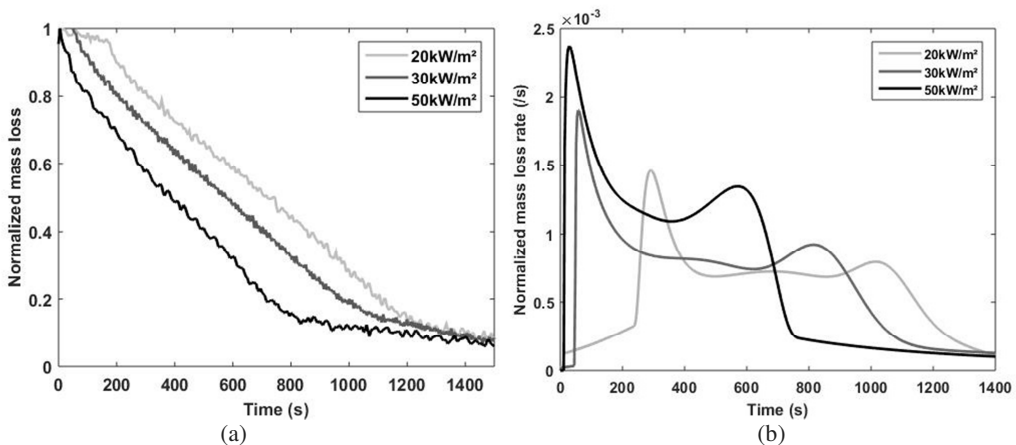 1
0.8
0.6
0.4
0.2
0
Normalized mass loss
20kW/m²
30kW/m²
50kW/m²
0 200 400 600 800 1000 1200 1400
Time (s)
(a)
×10⁻³
2.5
2
1.5
1
0.5
0
Normalized mass loss rate (/s)
20kW/m²
30kW/m²
50kW/m²
0 200 400 600 800 1000 1200 1400
Time (s)
(b)